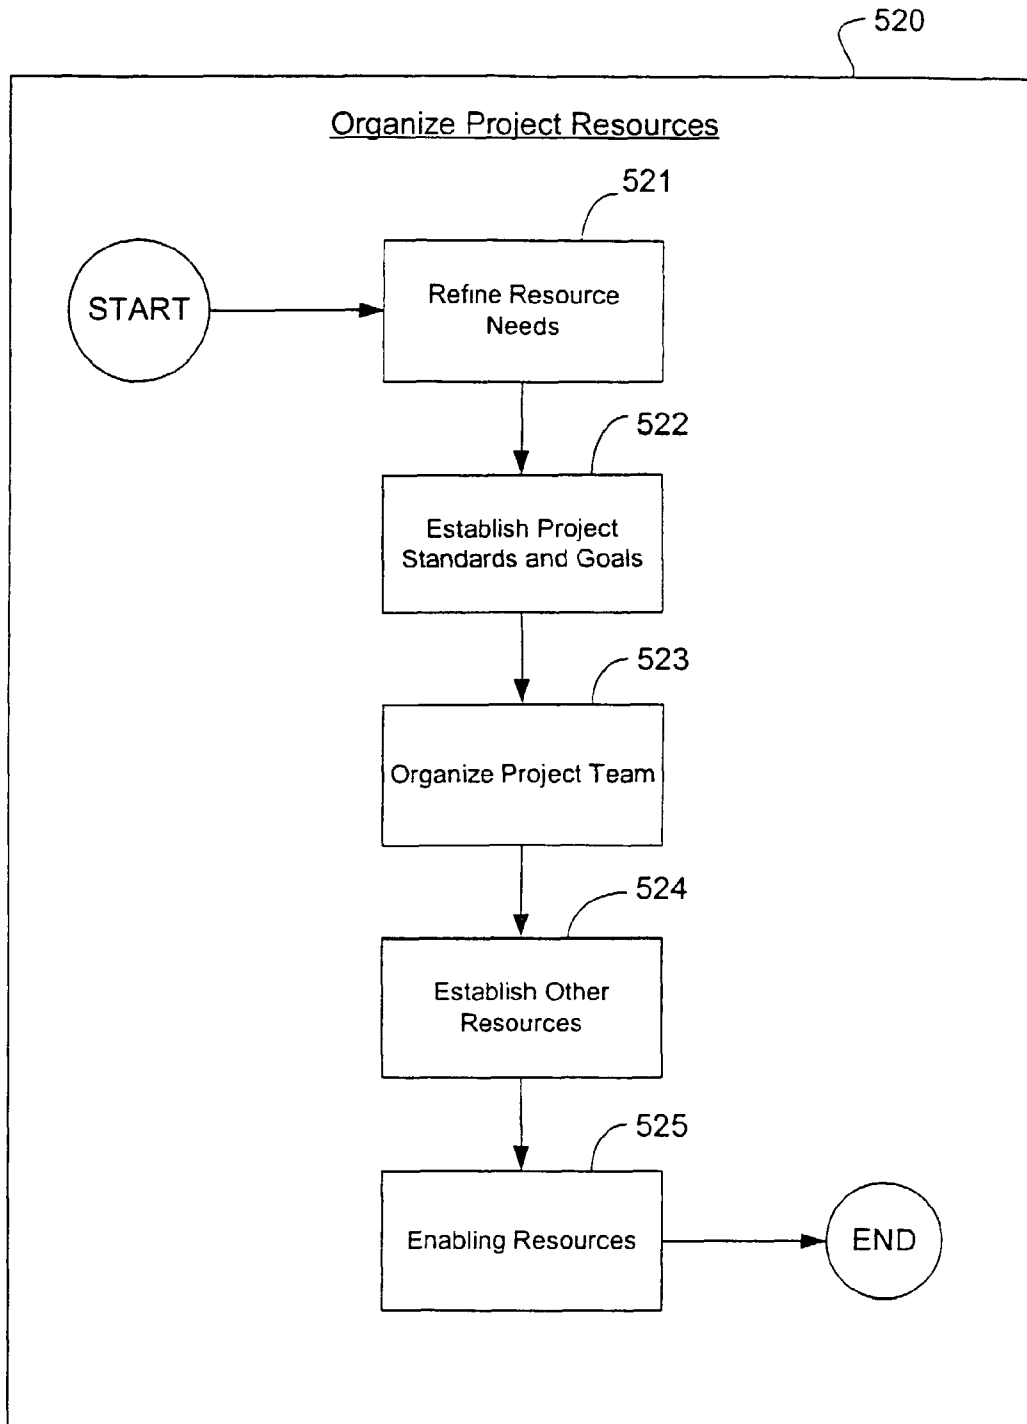 520
Organize Project Resources
521
START
Refine Resource
Needs
522
Establish Project
Standards and Goals
523
Organize Project Team
524
Establish Other
Resources
525
Enabling Resources
END